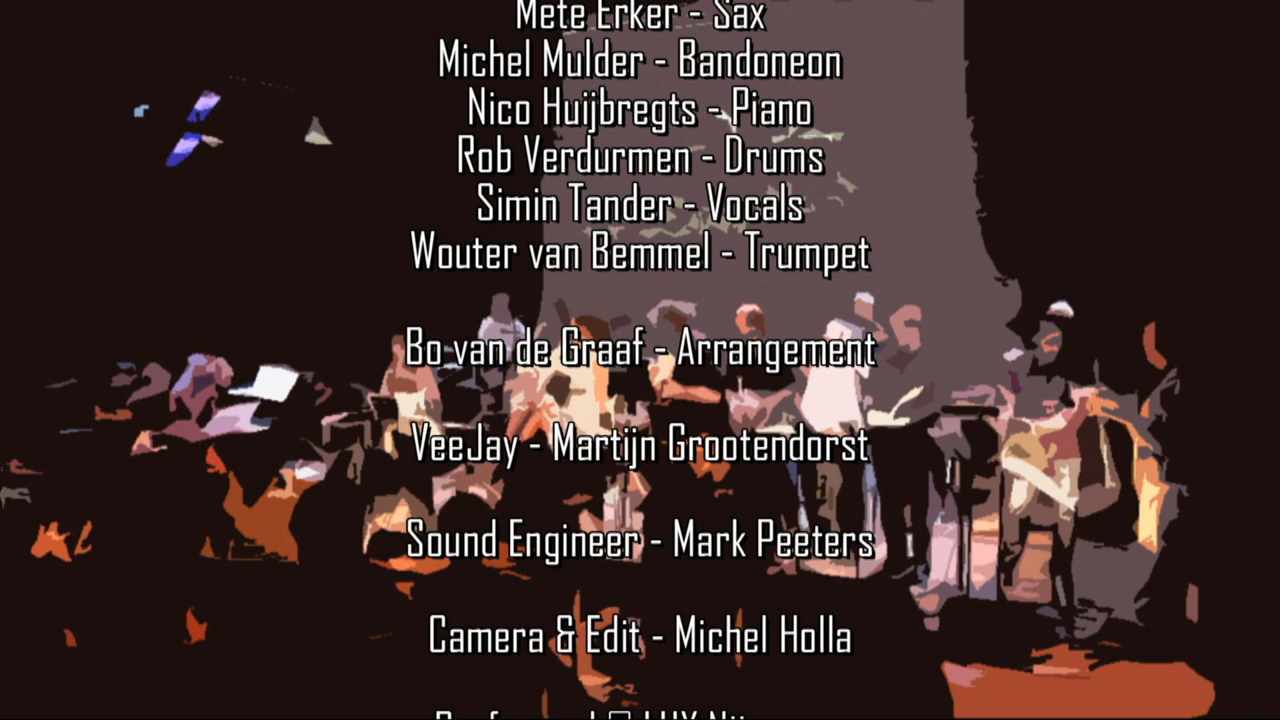 Mete Erker - Sax
Michel Mulder - Bandoneon
Nico Huijbregts - Piano
Rob Verdurmen - Drums
Simin Tander - Vocals
Wouter van Bemmel - Trumpet
Bo van de Graaf - Arrangement
VeeJay - Martijn Grootendorst
Sound Engineer - Mark Peeters
Camera & Edit - Michel Holla